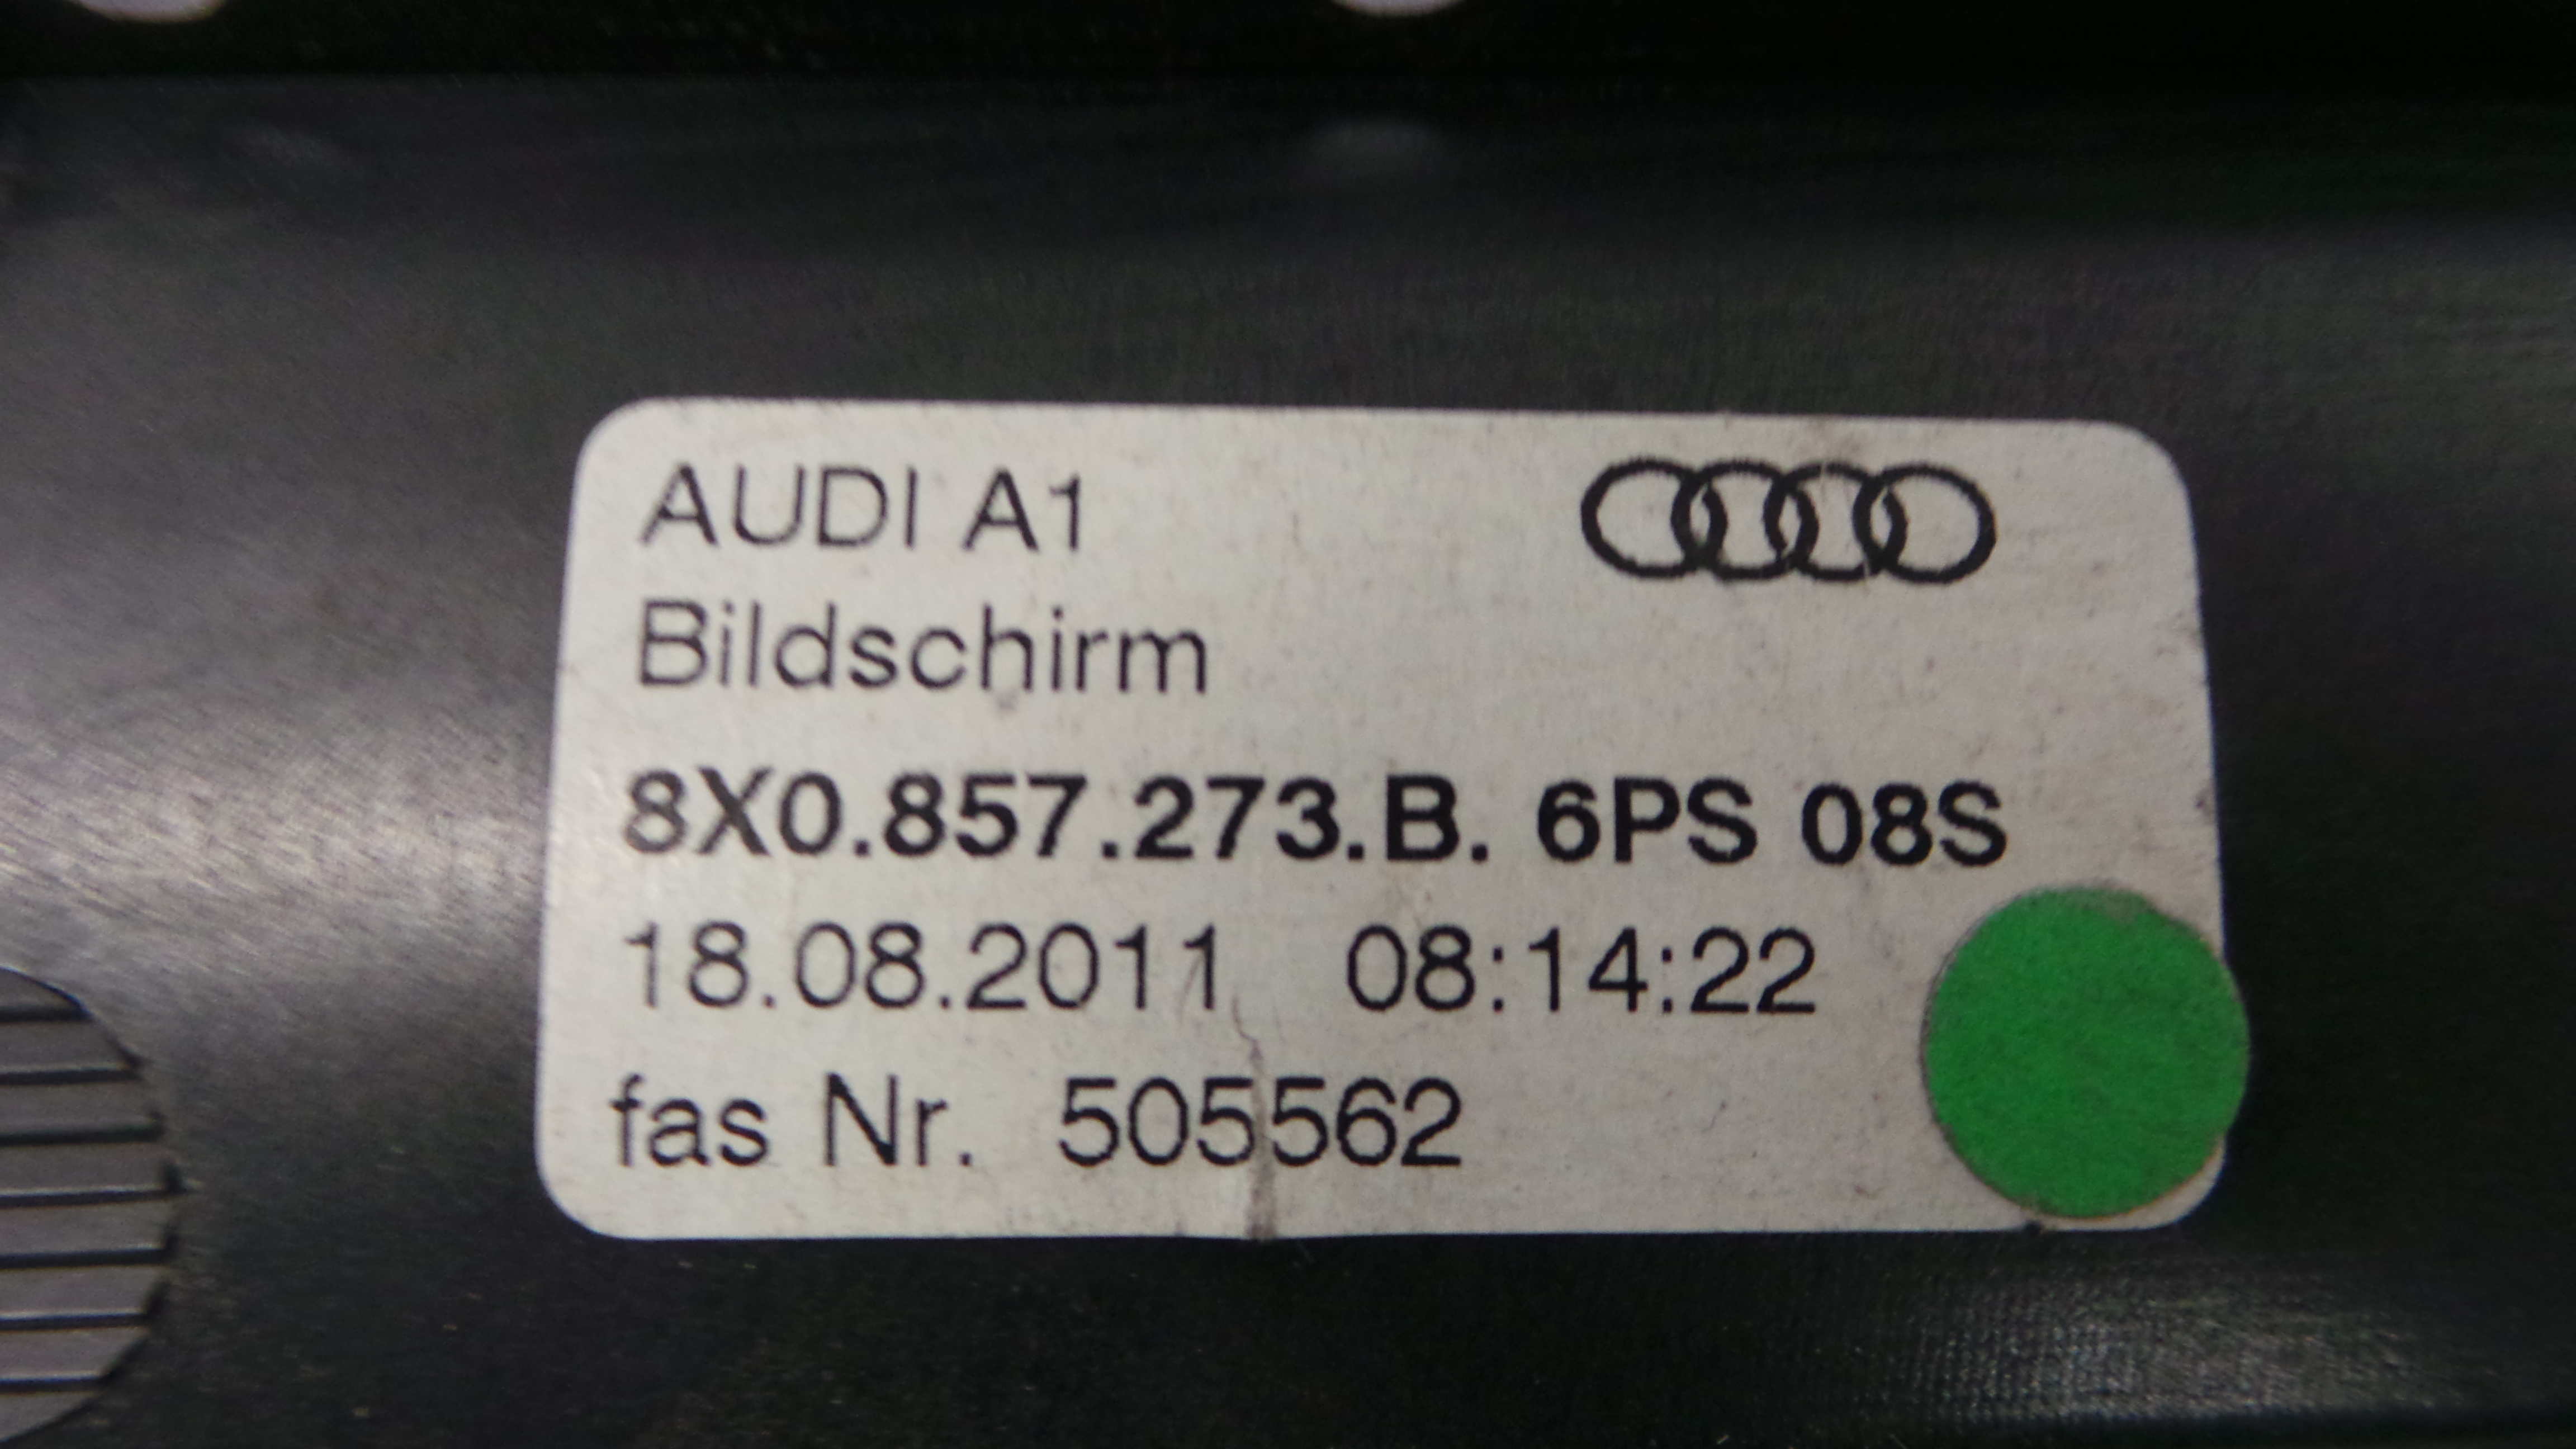 AUDI A1
Bildschirm
8X0.857.273.B. 6PS 08S
18.08.2011 08:14:22
fas Nr. 505562